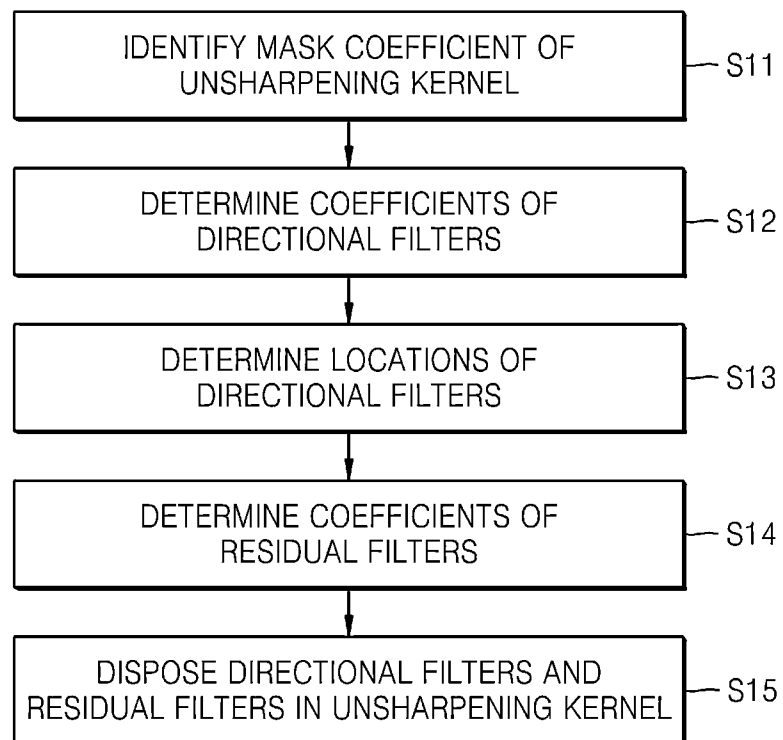 IDENTIFY MASK COEFFICIENT OF
UNSHARPENING KERNEL
S11
DETERMINE COEFFICIENTS OF
DIRECTIONAL FILTERS
S12
DETERMINE LOCATIONS OF
DIRECTIONAL FILTERS
S13
DETERMINE COEFFICIENTS OF
RESIDUAL FILTERS
S14
DISPOSE DIRECTIONAL FILTERS AND
RESIDUAL FILTERS IN UNSHARPENING KERNEL
S15